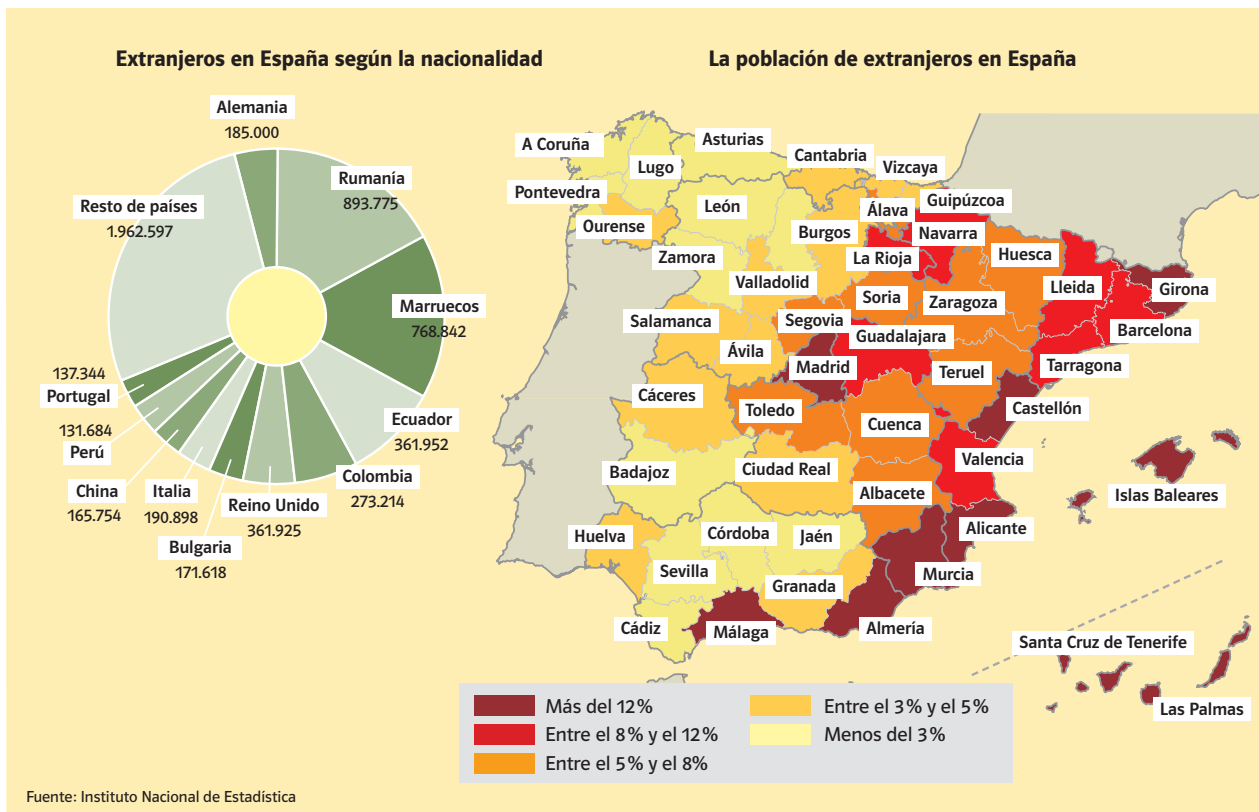 Extranjeros en España según la nacionalidad
Alemania
185.000
Rumanía
893.775
Resto de países
1.962.597
Marruecos
768.842
137.344
Portugal
Ecuador
361.952
131.684
Perú
Colombia
273.214
China
165.754
Italia
190.898
Reino Unido
361.925
Bulgaria
171.618
La población de extranjeros en España
A Coruña
Lugo
Asturias
Cantabria
Vizcaya
Pontevedra
Ourense
León
Burgos
Álava
Guipúzcoa
Navarra
Zamora
Valladolid
La Rioja
Huesca
Soria
Zaragoza
Lleida
Girona
Salamanca
Segovia
Guadalajara
Barcelona
Ávila
Madrid
Teruel
Tarragona
Cáceres
Toledo
Cuenca
Castellón
Badajoz
Ciudad Real
Valencia
Albacete
Islas Baleares
Huelva
Córdoba
Jaén
Alicante
Sevilla
Granada
Murcia
Cádiz
Málaga
Almería
Santa Cruz de Tenerife
Las Palmas
Más del 12%
Entre el 8% y el 12%
Entre el 5% y el 8%
Entre el 3% y el 5%
Menos del 3%
Fuente: Instituto Nacional de Estadística